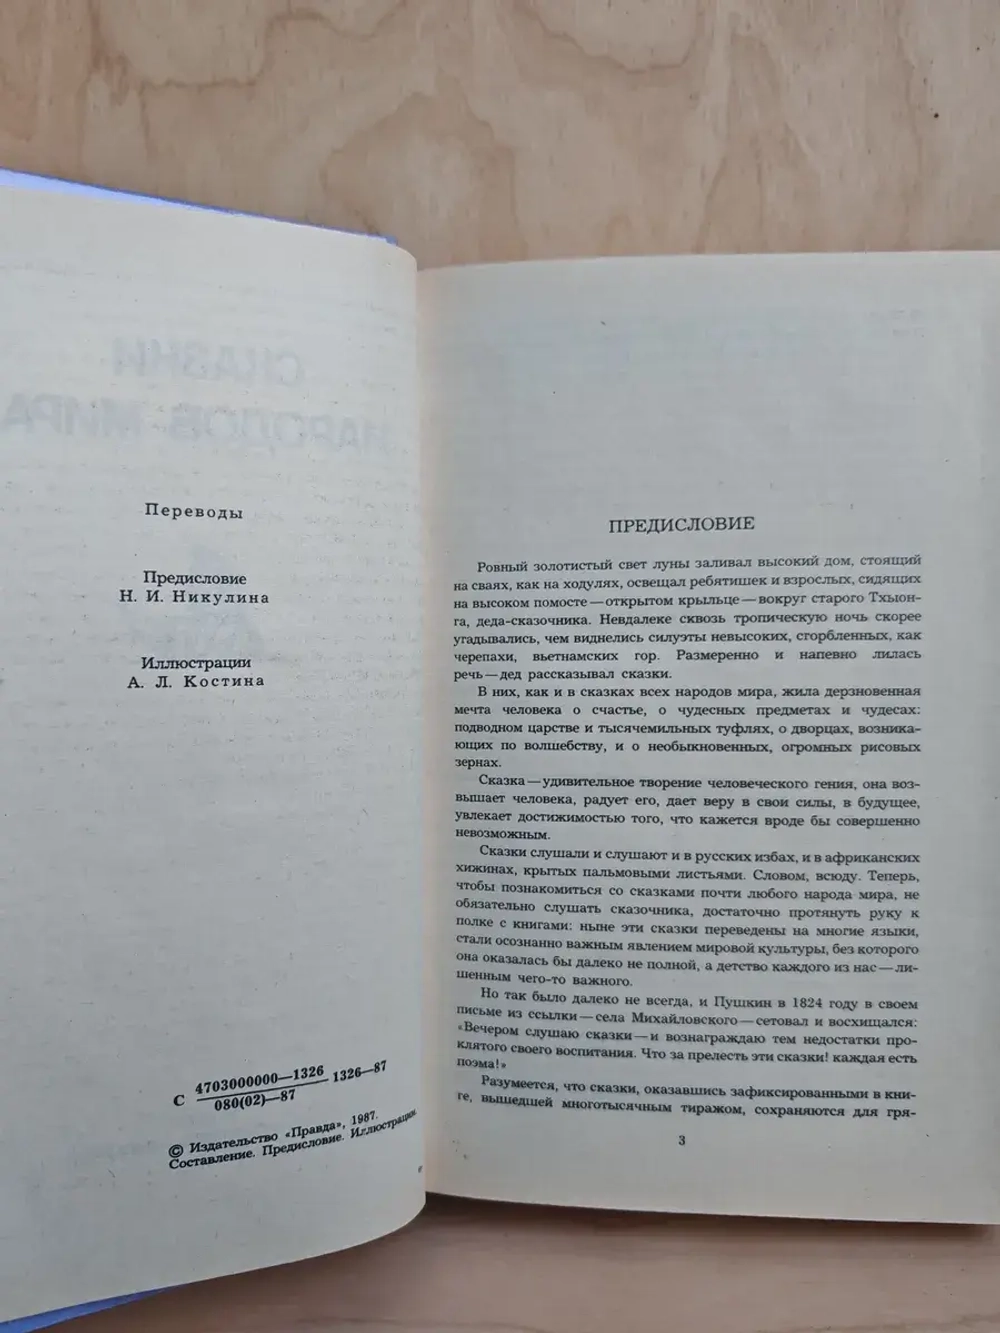 СКАЗКИ
НАРОДОВ МИРА
Переводы
Предисловие
Н. И. Никулина
Иллюстрации
А. Л. Костина
С 4703000000—1326 1326—87
080(02)—87
© Издательство «Правда», 1987.
Составление. Предисловие. Иллюстрации.
ПРЕДИСЛОВИЕ
Ровный золотистый свет луны заливал высокий дом, стоящий
на сваях, как на ходулях, освещал ребятишек и взрослых, сидящих
на высоком помосте — открытом крыльце — вокруг старого Тхыон-
га, деда-сказочника. Невдалеке сквозь тропическую ночь скорее
угадывались, чем виднелись силуэты невысоких, сгорбленных, как
черепахи, вьетнамских гор. Размеренно и напевно лилась
речь — дед рассказывал сказки.
В них, как и в сказках всех народов мира, жила дерзновенная
мечта человека о счастье, о чудесных предметах и чудесах:
подводном царстве и тысячемильных туфлях, о дворцах, возника-
ющих по волшебству, и о необыкновенных, огромных рисовых
зернах.
Сказка — удивительное творение человеческого гения, она воз-
вышает человека, радует его, дает веру в свои силы, в будущее,
увлекает достижимостью того, что кажется вроде бы совершенно
невозможным.
Сказки слушали и слушают и в русских избах, и в африканских
хижинах, крытых пальмовыми листьями. Словом, всюду. Теперь,
чтобы познакомиться со сказками почти любого народа мира, не
обязательно слушать сказочника, достаточно протянуть руку к
полке с книгами: ныне эти сказки переведены на многие языки,
стали осознанно важным явлением мировой культуры, без которого
она оказалась бы далеко не полной, а детство каждого из нас — ли-
шенным чего-то важного.
Но так было далеко не всегда, и Пушкин в 1824 году в своем
письме из ссылки — села Михайловского — сетовал и восхищался:
«Вечером слушаю сказки — и вознаграждаю тем недостатки про-
клятого своего воспитания. Что за прелесть эти сказки! каждая есть
поэма!»
Разумеется, что сказки, оказавшись зафиксированными в кни-
ге, вышедшей многотысячным тиражом, сохраняются для гря-
3